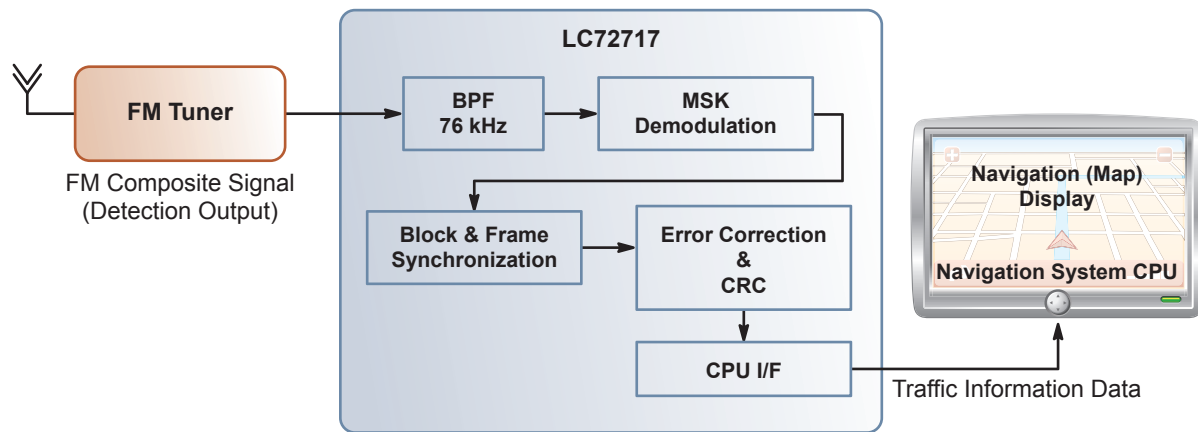 LC72717
FM Tuner
FM Composite Signal
(Detection Output)
BPF
76 kHz
MSK
Demodulation
Block & Frame
Synchronization
Error Correction
&
CRC
CPU I/F
Navigation (Map)
Display
Navigation System CPU
Traffic Information Data